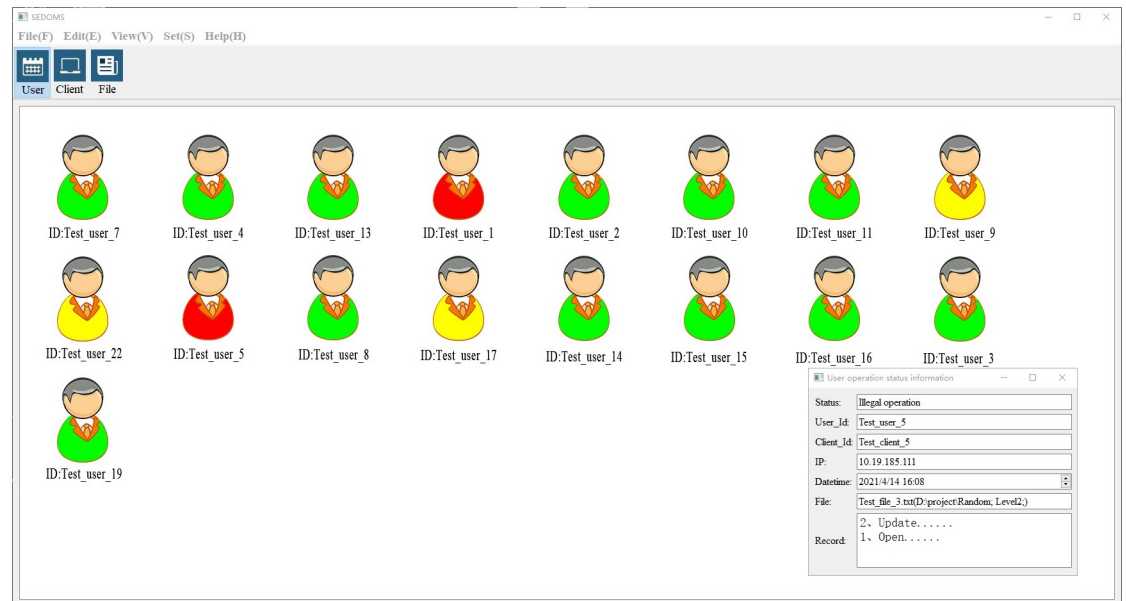 SEDOMS
File(F) Edit(E) View(V) Set(S) Help(H)
User Client File
ID:Test_user_7 ID:Test_user_4 ID:Test_user_13 ID:Test_user_1 ID:Test_user_2 ID:Test_user_10 ID:Test_user_11 ID:Test_user_9
ID:Test_user_22 ID:Test_user_5 ID:Test_user_8 ID:Test_user_17 ID:Test_user_14 ID:Test_user_15 ID:Test_user_16 ID:Test_user_3
ID:Test_user_19
User operation status information
Status: Illegal operation
User_Id: Test_user_5
Client_Id: Test_client_5
IP: 10.19.185.111
Datetime: 2021/4/14 16:08
File: Test_file_3.txt(D:\project\Random; Level2;)
Record:
2、Update......
1、Open......